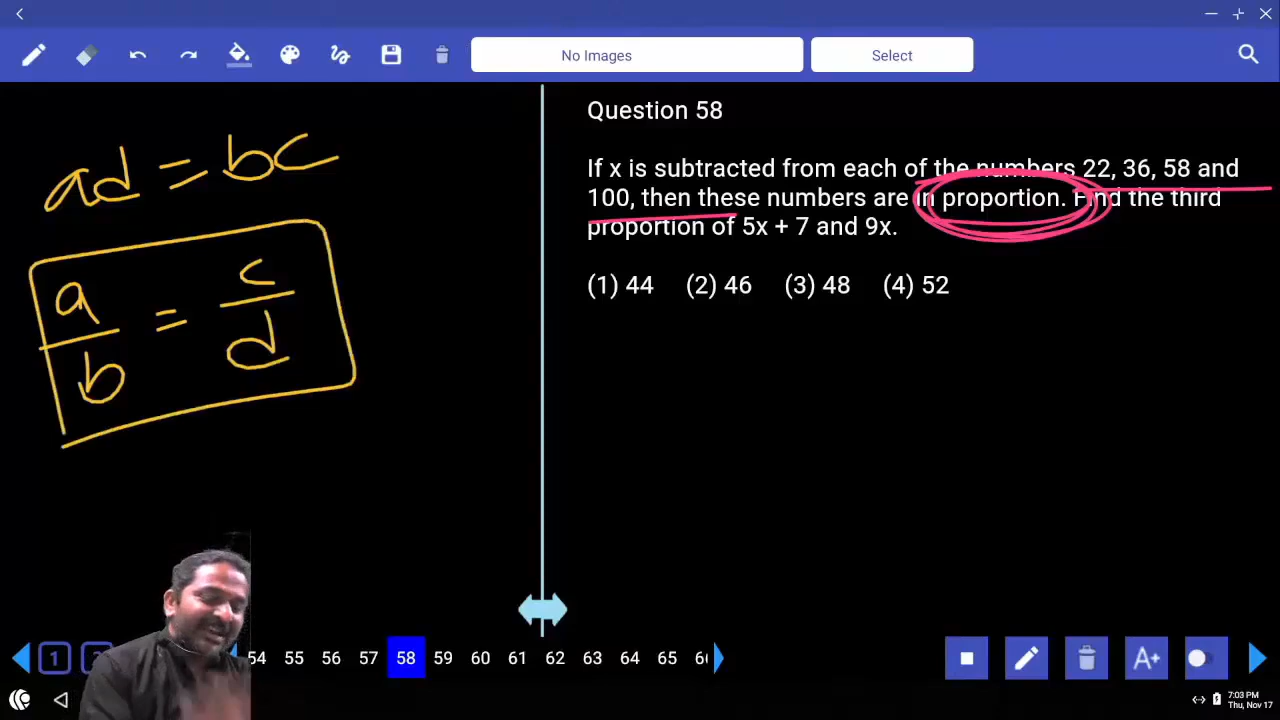 No Images
Select
ad = bc
a/b = c/d
Question 58
If x is subtracted from each of the numbers 22, 36, 58 and
100, then these numbers are in proportion. Find the third
proportion of 5x + 7 and 9x.
(1) 44 (2) 46 (3) 48 (4) 52
1 54 55 56 57 58 59 60 61 62 63 64 65
A+
7:03 PM
Thu, Nov 17